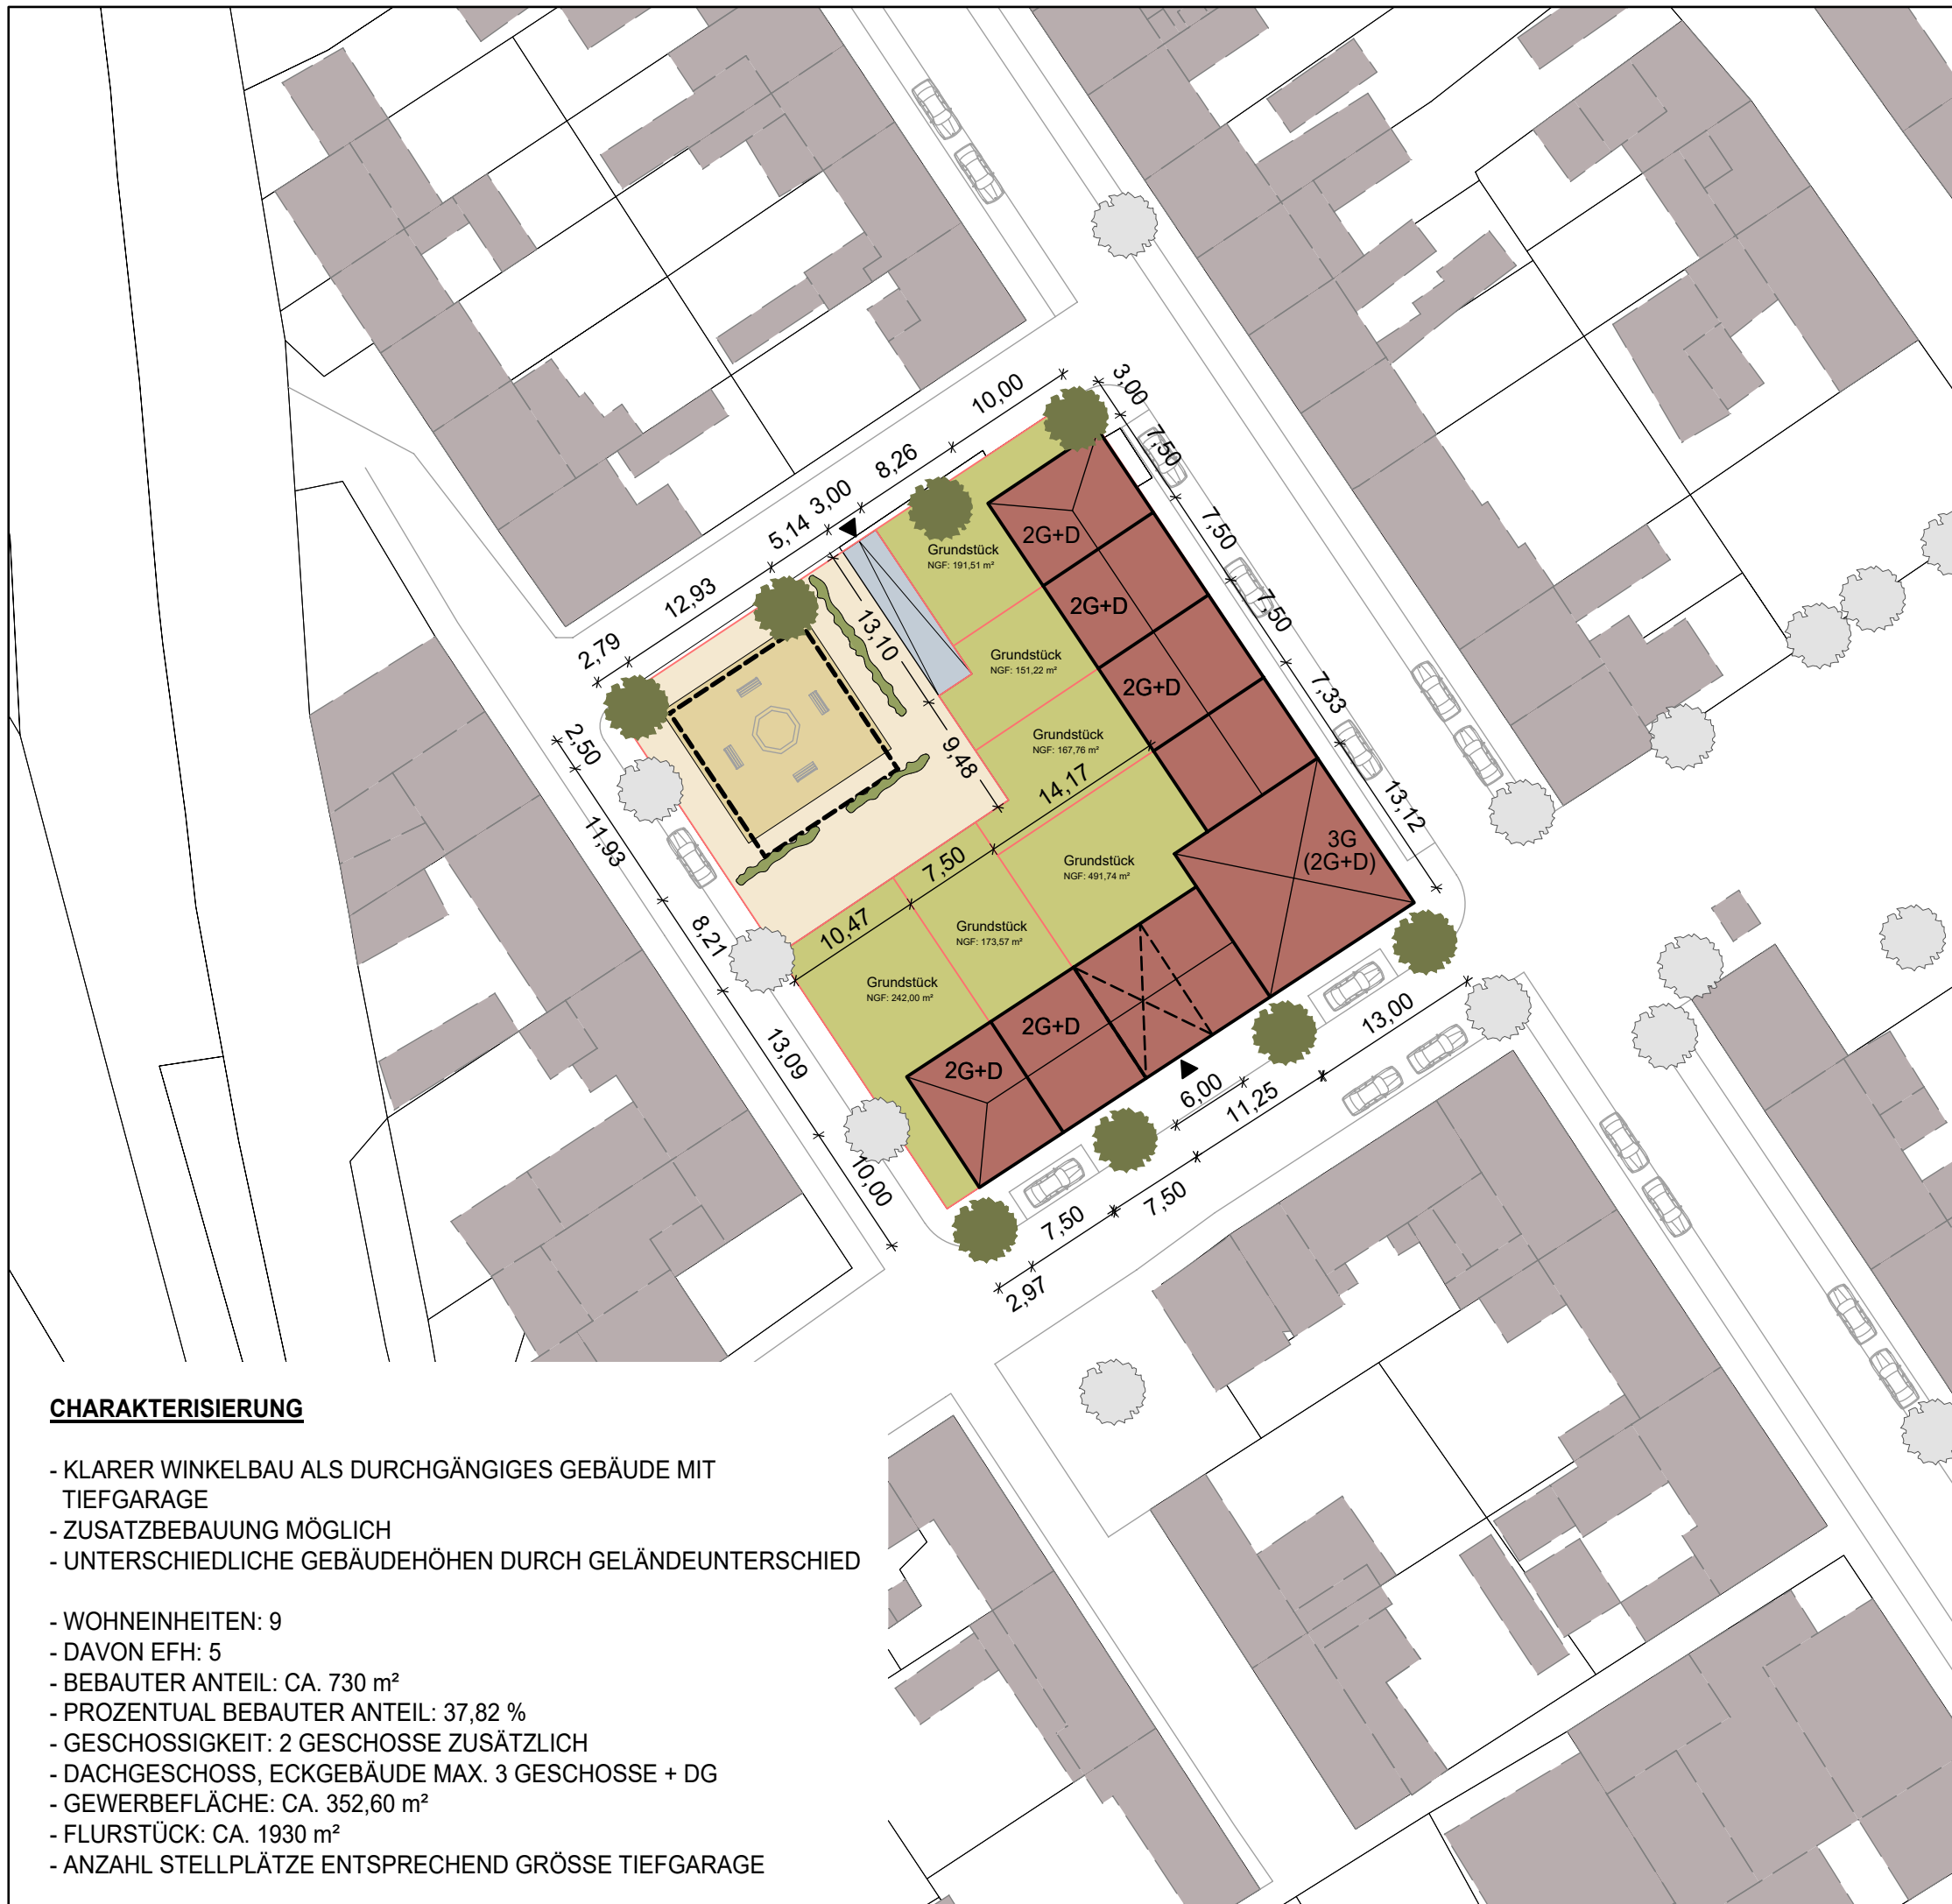 3,00
10,00
7,50
8,26
3,00
5,14
7,50
2G+D
Grundstück
NGF: 191,51 m²
12,93
2G+D
7,50
13,10
2,79
Grundstück
NGF: 151,22 m²
2G+D
7,33
2,50
Grundstück
NGF: 167,76 m²
9,48
14,17
13,12
11,93
3G
(2G+D)
7,50
Grundstück
NGF: 491,74 m²
8,21
10,47
Grundstück
NGF: 173,57 m²
Grundstück
NGF: 242,00 m²
13,00
2G+D
13,09
2G+D
6,00
11,25
10,00
7,50
7,50
2,97
CHARAKTERISIERUNG
- KLARER WINKELBAU ALS DURCHGÄNGIGES GEBÄUDE MIT
TIEFGARAGE
- ZUSATZBEBAUUNG MÖGLICH
- UNTERSCHIEDLICHE GEBÄUDEHÖHEN DURCH GELÄNDEUNTERSCHIED
- WOHNEINHEITEN: 9
- DAVON EFH: 5
- BEBAUTER ANTEIL: CA. 730 m²
- PROZENTUAL BEBAUTER ANTEIL: 37,82 %
- GESCHOSSIGKEIT: 2 GESCHOSSE ZUSÄTZLICH
- DACHGESCHOSS, ECKGEBÄUDE MAX. 3 GESCHOSSE + DG
- GEWERBEFLÄCHE: CA. 352,60 m²
- FLURSTÜCK: CA. 1930 m²
- ANZAHL STELLPLÄTZE ENTSPRECHEND GRÖSSE TIEFGARAGE